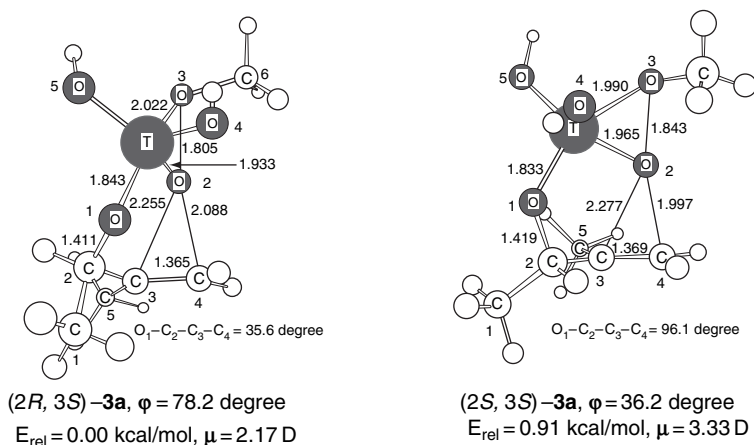 5
O
3
O
C
6
2.022
O
4
T
1.805
1.933
1.843
2.255
O
2
2.088
1
O
1.411
1.365
2
C
C
C
C
3
4
5
C
1
O₁–C₂–C₃–C₄ = 35.6 degree
(2R, 3S) –3a, φ = 78.2 degree
E_rel = 0.00 kcal/mol, μ = 2.17 D
5
O
4
O
1.990
3
O
C
T
1.965
1.843
1.833
O
2
1
O
2.277
1.997
5
C
1.419
1.369
2
C
C
C
3
4
C
1
O₁–C₂–C₃–C₄ = 96.1 degree
(2S, 3S) –3a, φ = 36.2 degree
E_rel = 0.91 kcal/mol, μ = 3.33 D